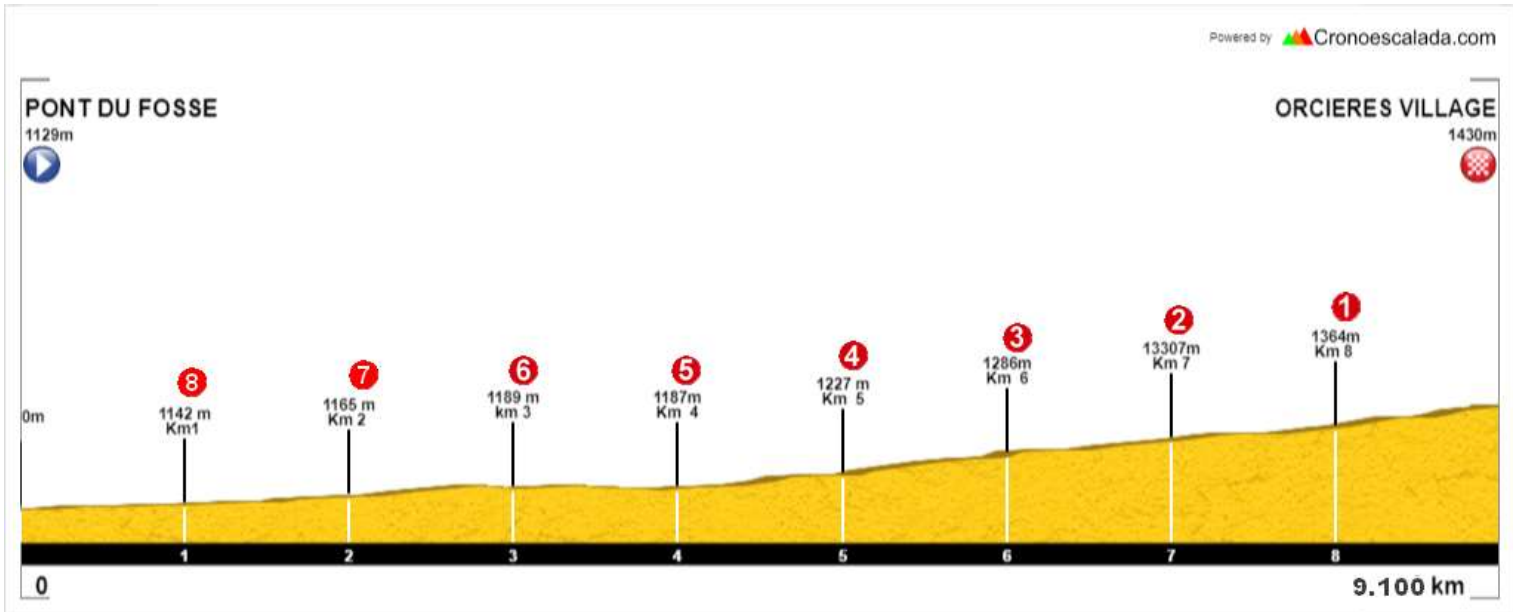 Powered by Cronoescalada.com
PONT DU FOSSE
1129m
ORCIERES VILLAGE
1430m
8
1142 m
Km1
7
1165 m
Km 2
6
1189 m
km 3
5
1187m
Km 4
4
1227 m
Km 5
3
1286m
Km 6
2
13307m
Km 7
1
1364m
Km 8
0m
1 2 3 4 5 6 7 8
0
9.100 km